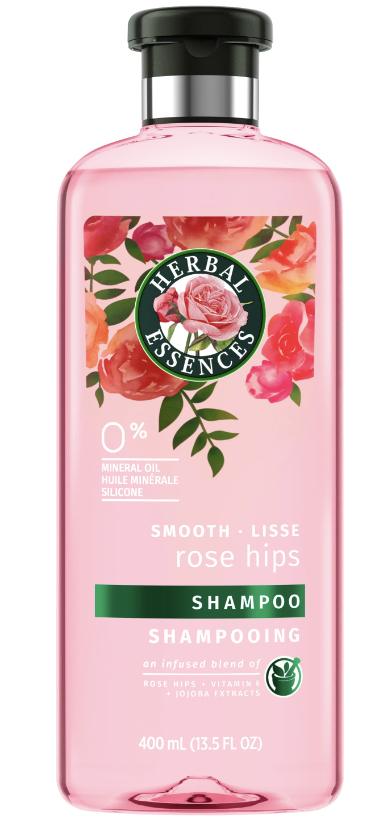 HERBAL
ESSENCES
0%
MINERAL OIL
HUILE MINÉRALE
SILICONE
SMOOTH · LISSE
rose hips
SHAMPOO
SHAMPOOING
an infused blend of
ROSE HIPS • VITAMIN E
+ JOJOBA EXTRACTS
400 mL (13.5 FL OZ)